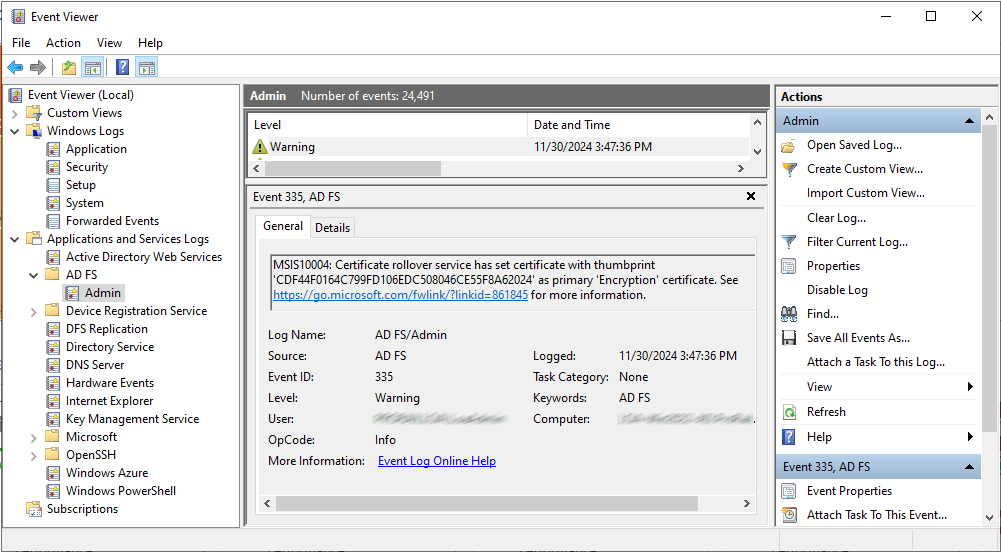 Event Viewer
File Action View Help
Event Viewer (Local)
Custom Views
Windows Logs
Application
Security
Setup
System
Forwarded Events
Applications and Services Logs
Active Directory Web Services
AD FS
Admin
Device Registration Service
DFS Replication
Directory Service
DNS Server
Hardware Events
Internet Explorer
Key Management Service
Microsoft
OpenSSH
Windows Azure
Windows PowerShell
Subscriptions
Admin Number of events: 24,491
Level Date and Time
Warning 11/30/2024 3:47:36 PM
Event 335, AD FS
General Details
MSIS10004: Certificate rollover service has set certificate with thumbprint
'CDF44F0164C799FD106EDC508046CE55F8A62024' as primary 'Encryption' certificate. See
https://go.microsoft.com/fwlink/?linkid=861845 for more information.
Log Name: AD FS/Admin
Source: AD FS Logged: 11/30/2024 3:47:36 PM
Event ID: 335 Task Category: None
Level: Warning Keywords: AD FS
User: Computer:
OpCode: Info
More Information: Event Log Online Help
Actions
Admin
Open Saved Log...
Create Custom View...
Import Custom View...
Clear Log...
Filter Current Log...
Properties
Disable Log
Find...
Save All Events As...
Attach a Task To this Log...
View
Refresh
Help
Event 335, AD FS
Event Properties
Attach Task To This Event...